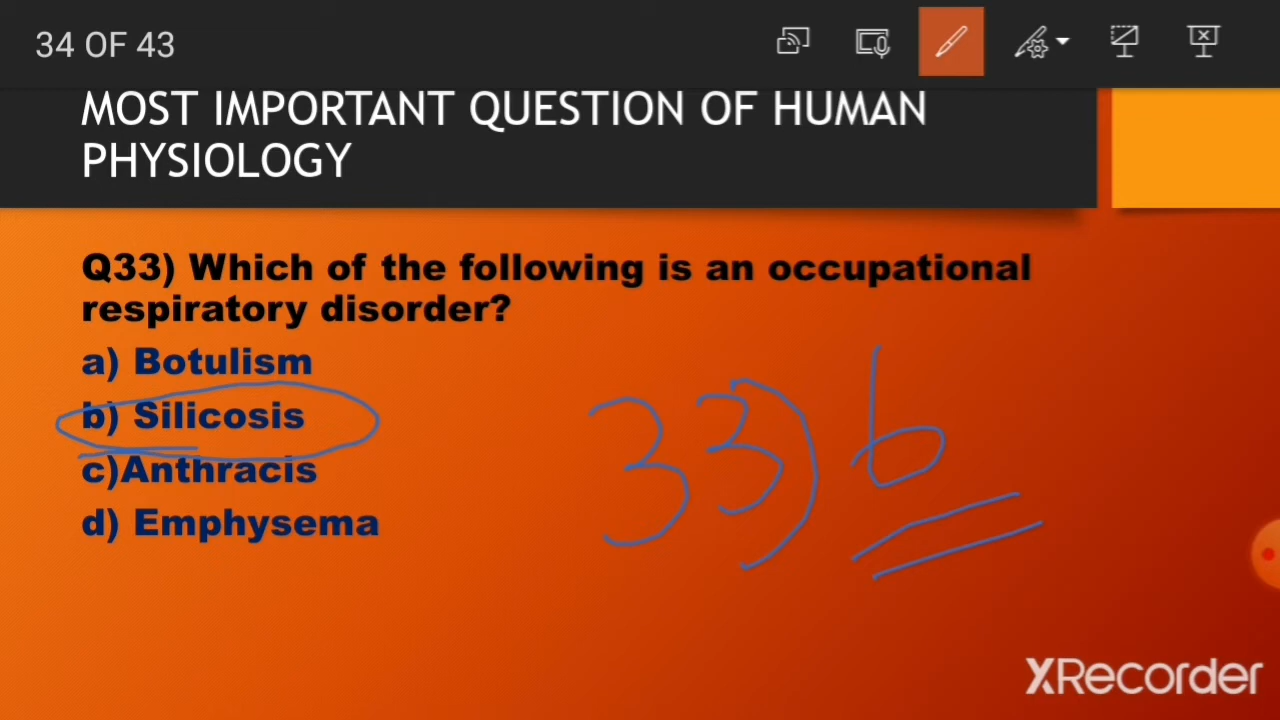 34 OF 43
MOST IMPORTANT QUESTION OF HUMAN
PHYSIOLOGY
Q33) Which of the following is an occupational
respiratory disorder?
a) Botulism
b) Silicosis
c)Anthracis
d) Emphysema
33) b
XRecorder